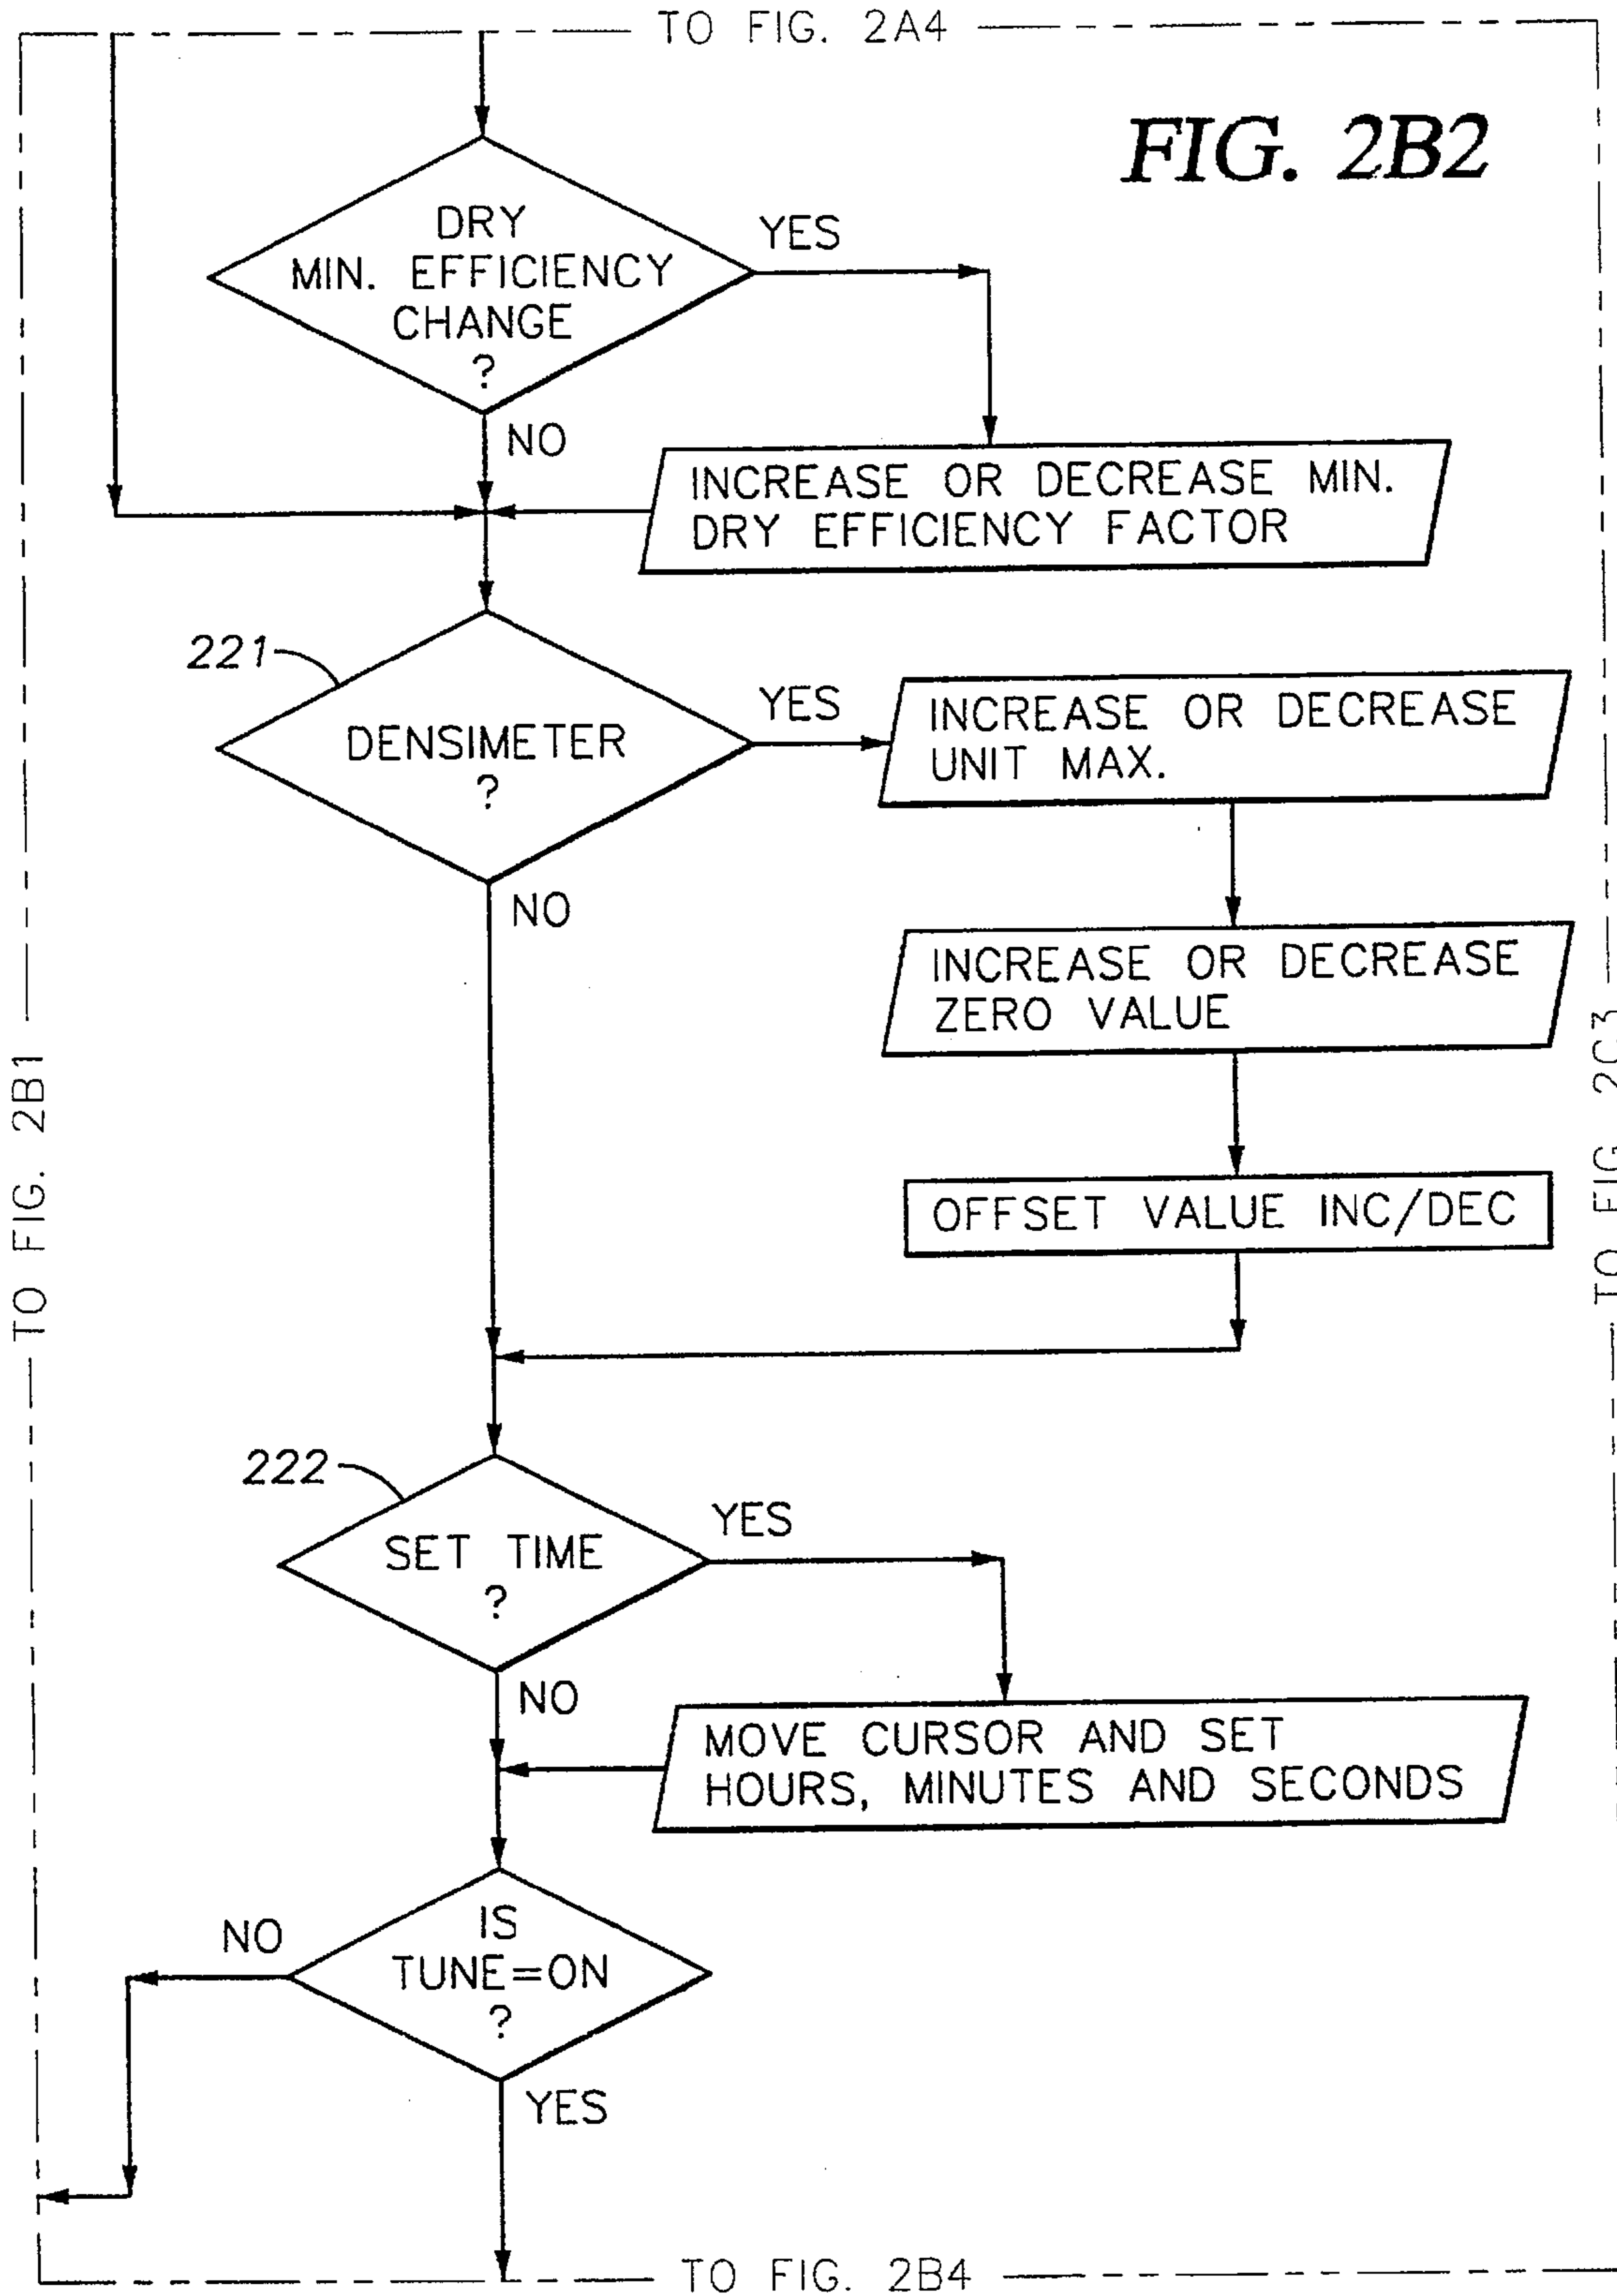 TO FIG. 2A4
FIG. 2B2
DRY
MIN. EFFICIENCY
CHANGE
?
YES
NO
INCREASE OR DECREASE MIN.
DRY EFFICIENCY FACTOR
221
DENSIMETER
?
YES
NO
INCREASE OR DECREASE
UNIT MAX.
INCREASE OR DECREASE
ZERO VALUE
OFFSET VALUE INC/DEC
TO FIG. 2B1
TO FIG. 2C3
222
SET TIME
?
YES
NO
MOVE CURSOR AND SET
HOURS, MINUTES AND SECONDS
IS
TUNE=ON
?
NO
YES
TO FIG. 2B4